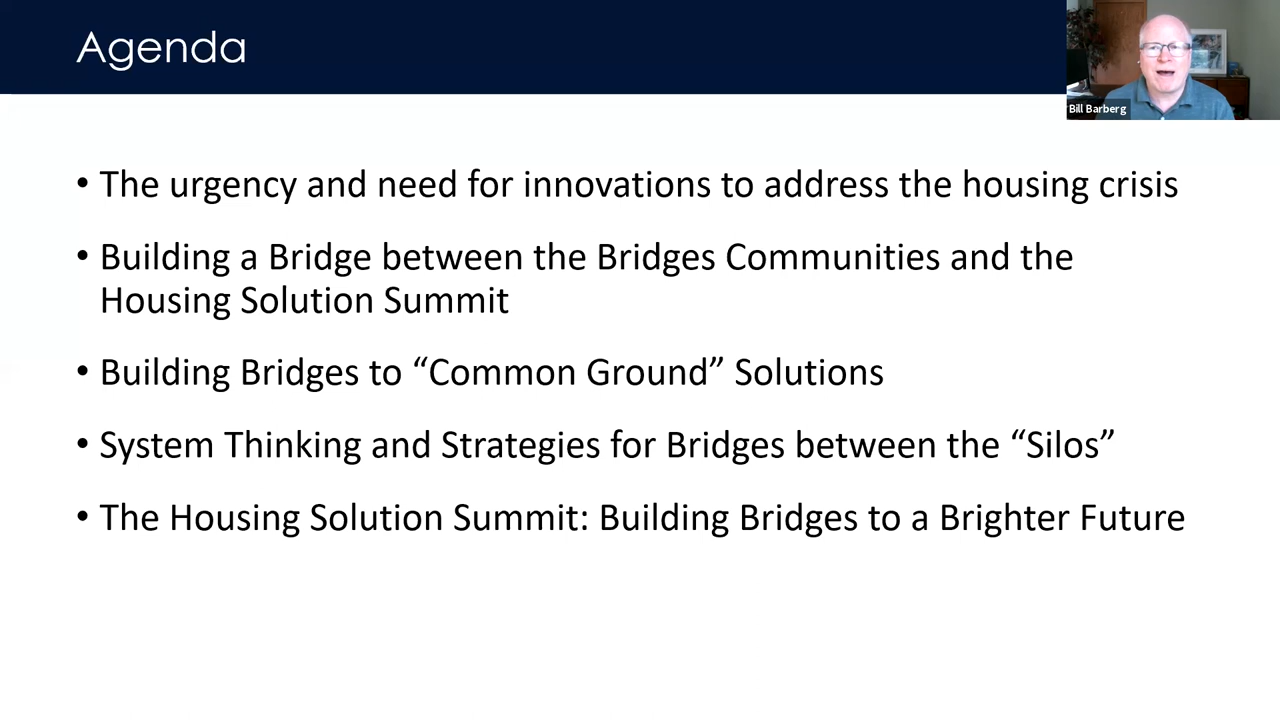 Agenda
Bill Barberg
• The urgency and need for innovations to address the housing crisis
• Building a Bridge between the Bridges Communities and the
Housing Solution Summit
• Building Bridges to “Common Ground” Solutions
• System Thinking and Strategies for Bridges between the “Silos”
• The Housing Solution Summit: Building Bridges to a Brighter Future